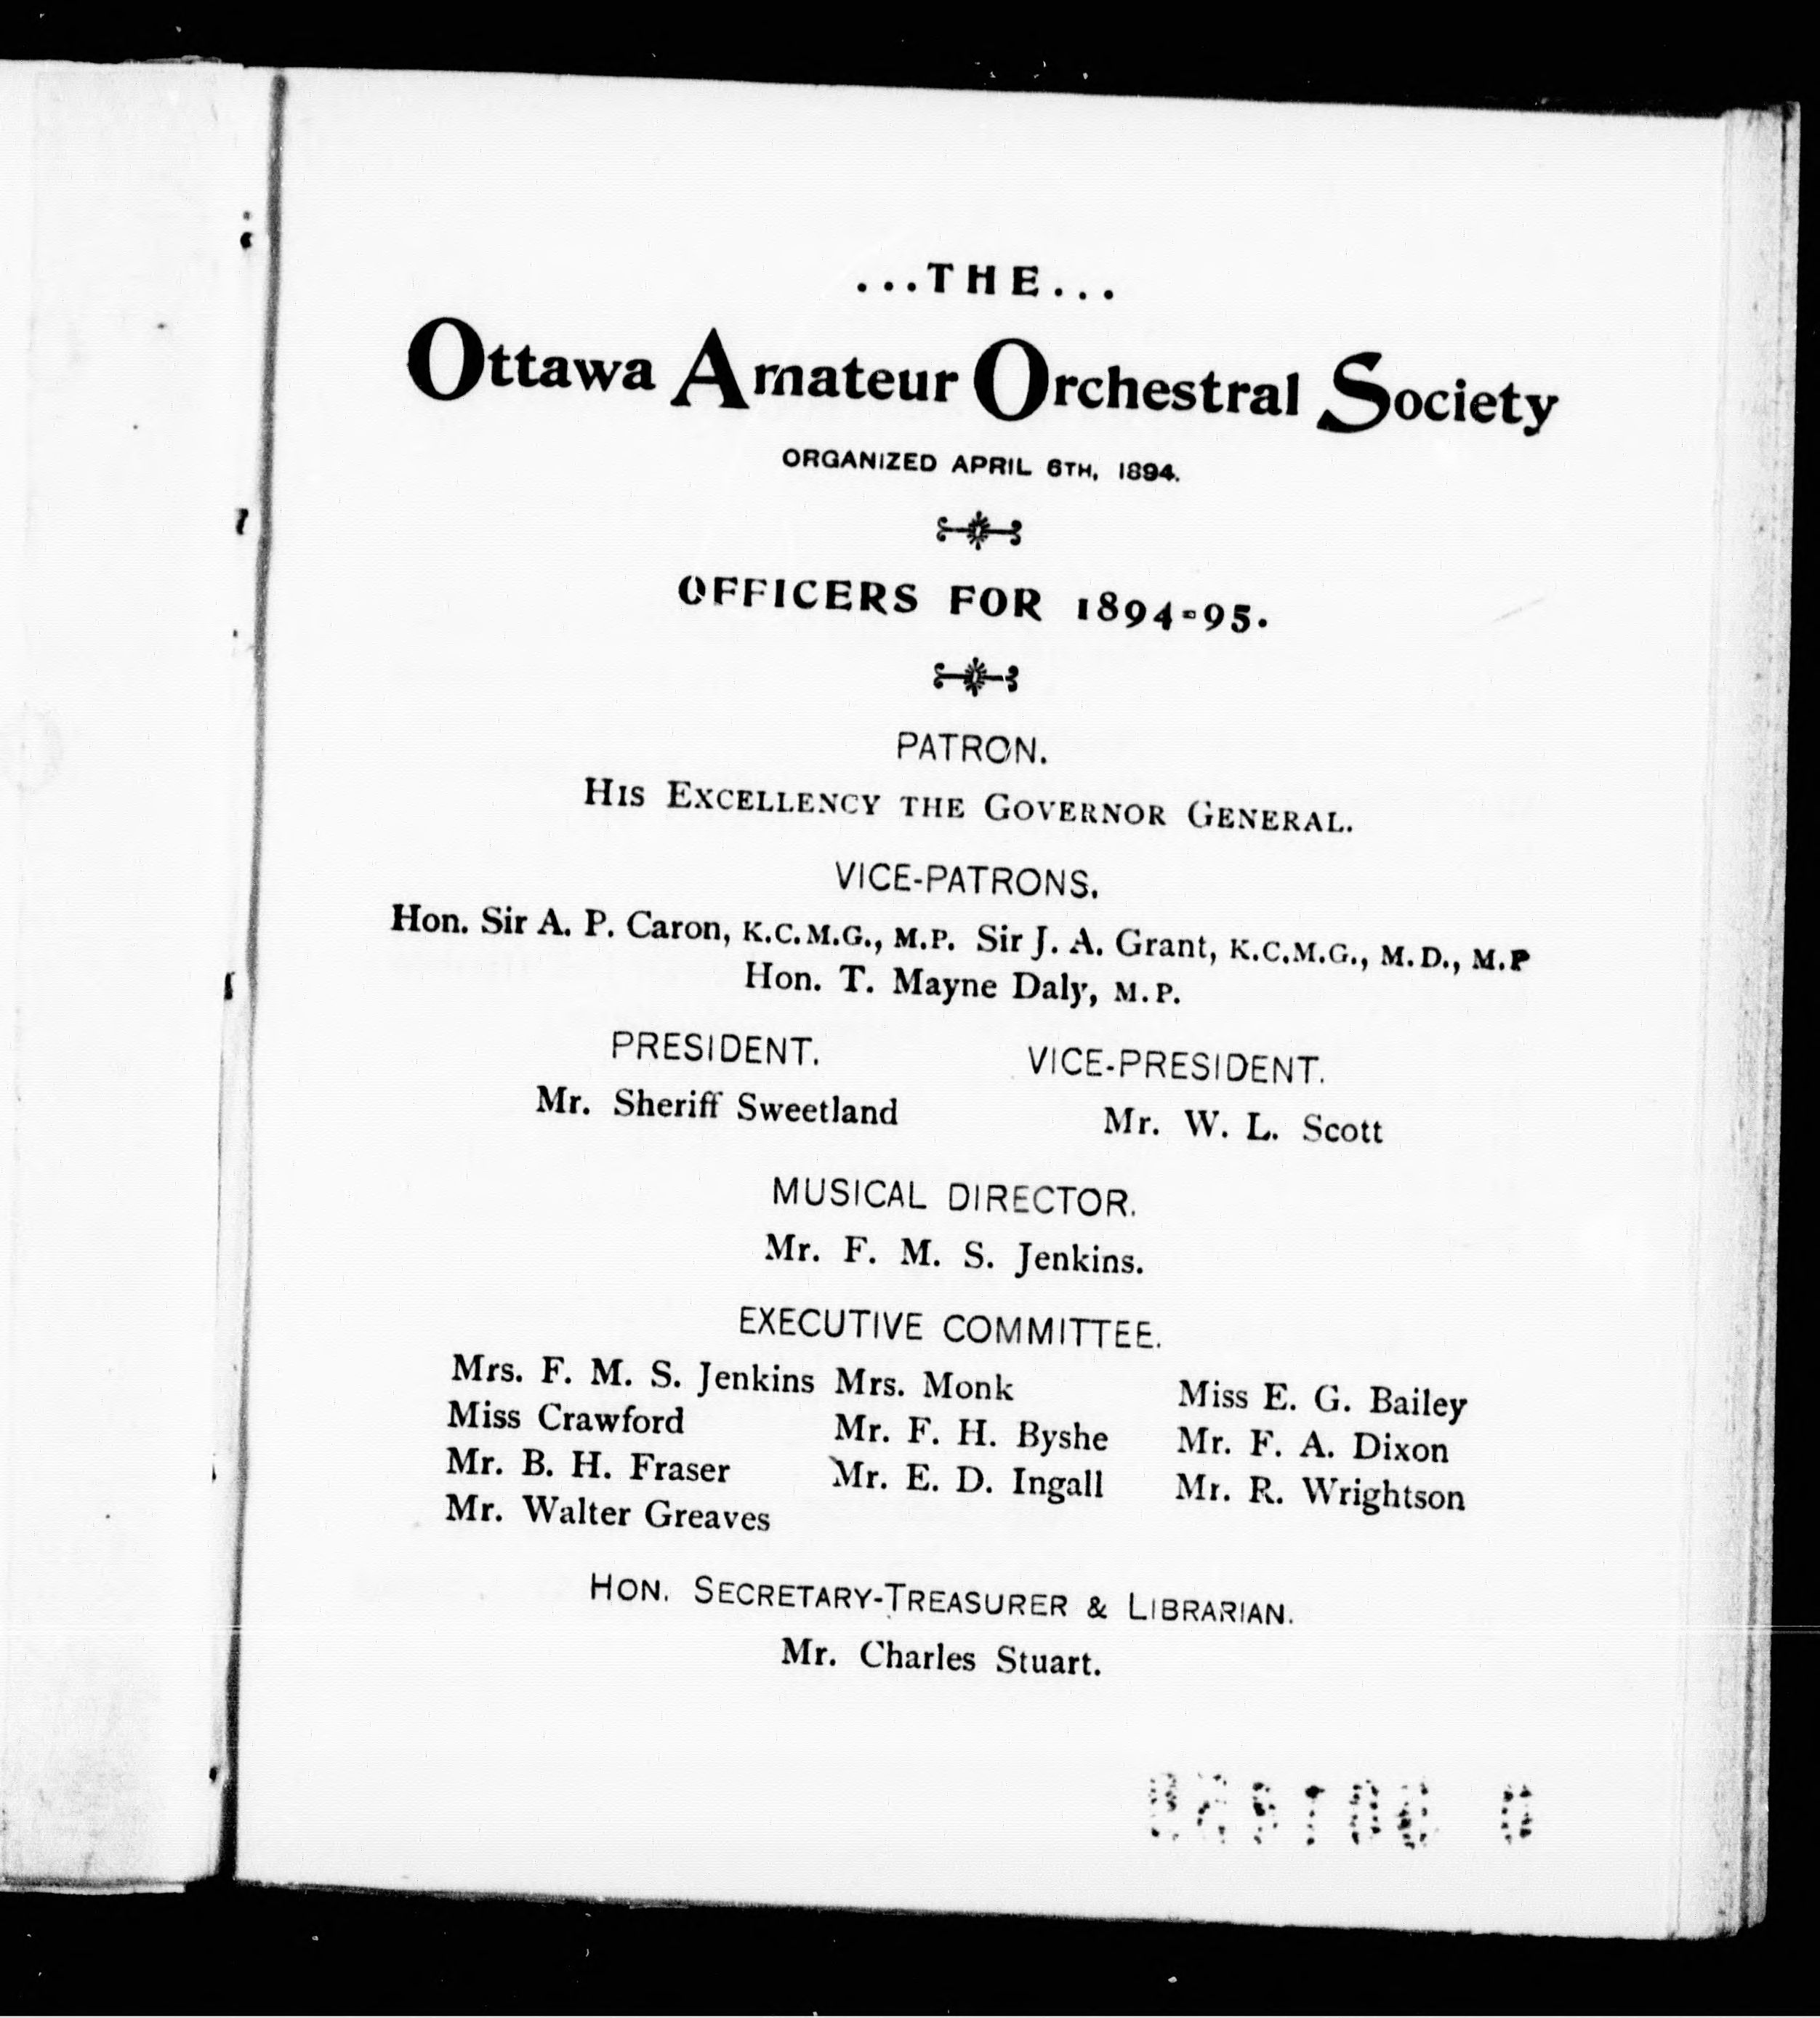 ...THE...
Ottawa Amateur Orchestral Society
ORGANIZED APRIL 6TH, 1894.
OFFICERS FOR 1894-95.
PATRON.
HIS EXCELLENCY THE GOVERNOR GENERAL.
VICE-PATRONS.
Hon. Sir A. P. Caron, K.C.M.G., M.P. Sir J. A. Grant, K.C.M.G., M.D., M.P
Hon. T. Mayne Daly, M.P.
PRESIDENT. VICE-PRESIDENT.
Mr. Sheriff Sweetland Mr. W. L. Scott
MUSICAL DIRECTOR.
Mr. F. M. S. Jenkins.
EXECUTIVE COMMITTEE.
Mrs. F. M. S. Jenkins Mrs. Monk Miss E. G. Bailey
Miss Crawford Mr. F. H. Byshe Mr. F. A. Dixon
Mr. B. H. Fraser Mr. E. D. Ingall Mr. R. Wrightson
Mr. Walter Greaves
HON. SECRETARY-TREASURER & LIBRARIAN.
Mr. Charles Stuart.